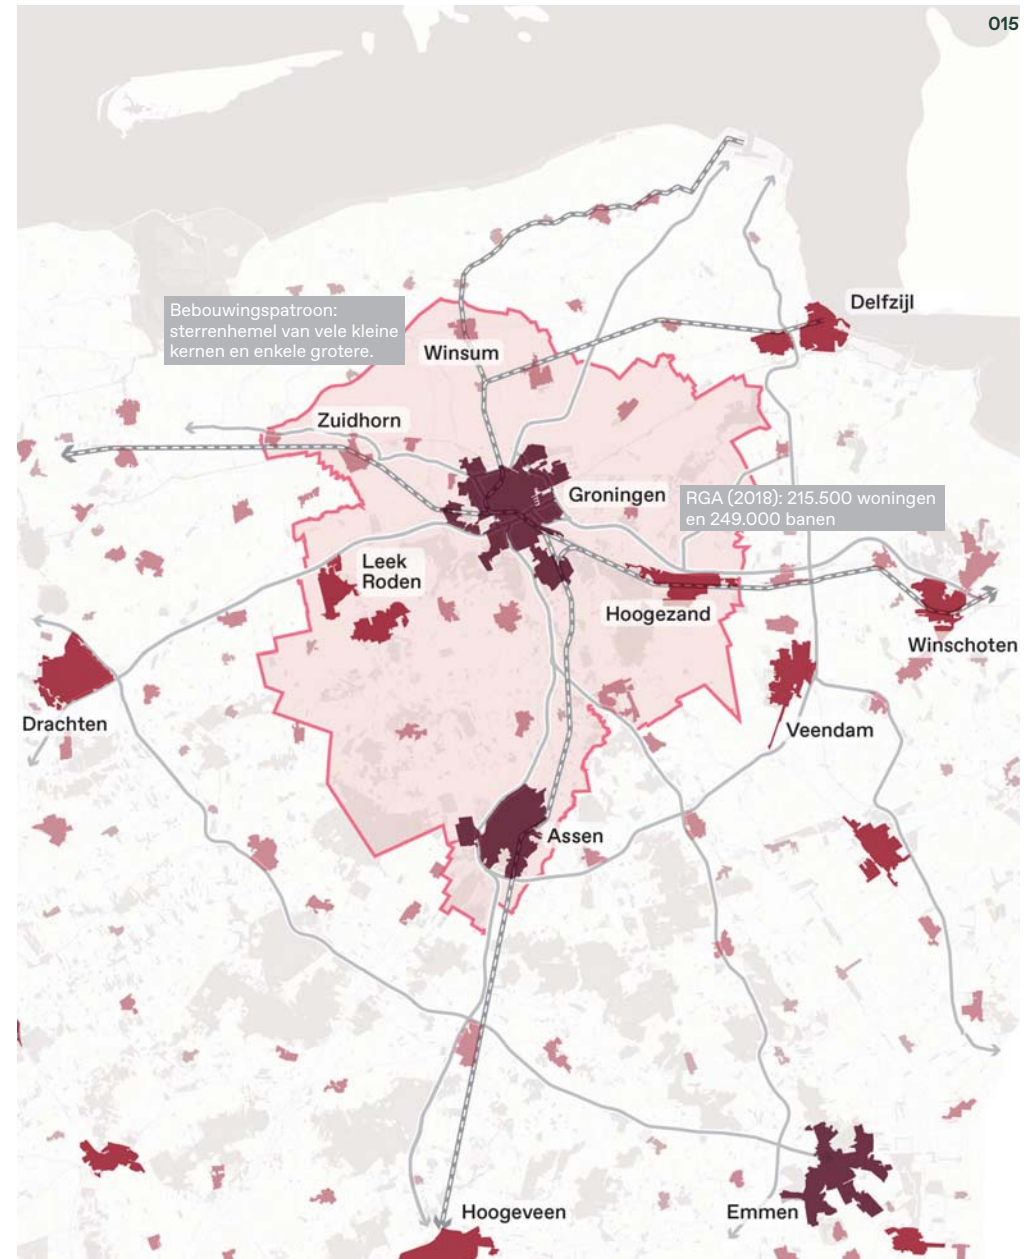 015
Delfzijl
Bebouwingspatroon:
sterrenhemel van vele kleine
kernen en enkele grotere.
Winsum
Zuidhorn
Groningen
RGA (2018): 215.500 woningen
en 249.000 banen
Leek
Roden
Hoogezand
Winschoten
Drachten
Veendam
Assen
Hoogeveen
Emmen